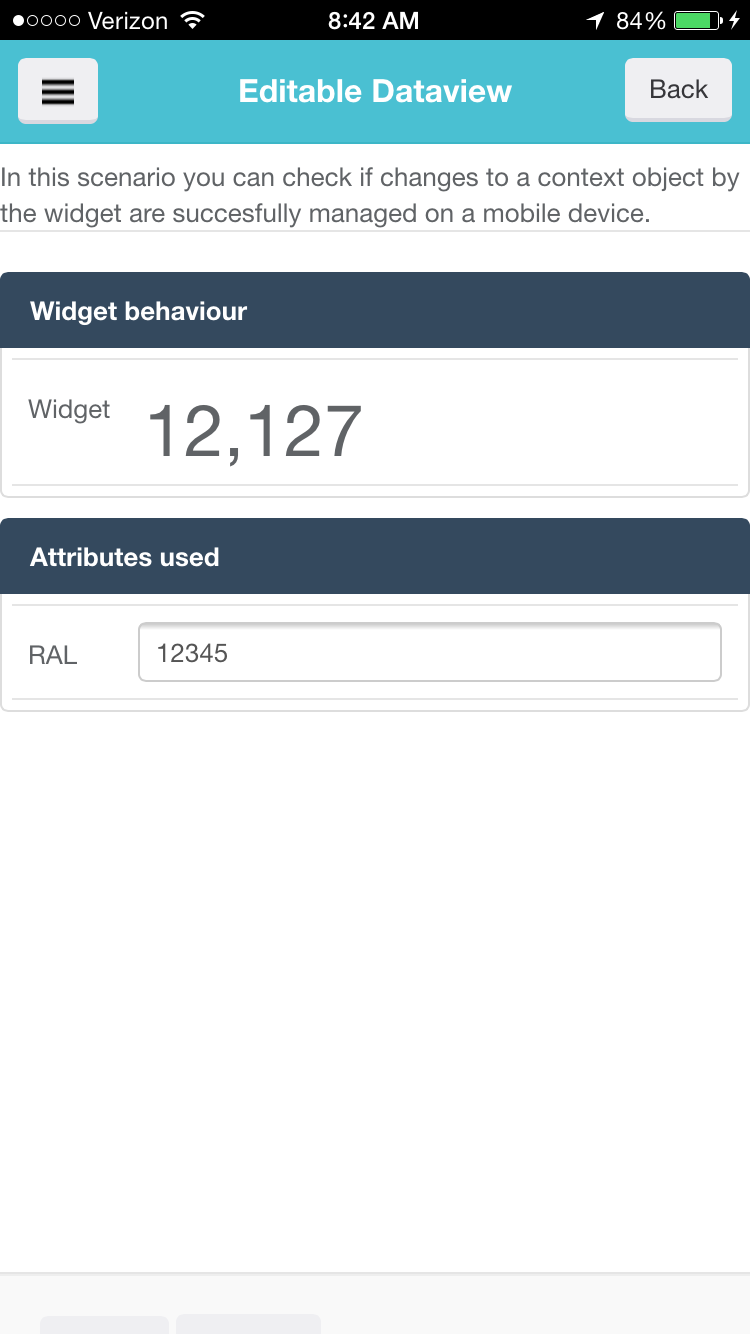 Verizon 8:42 AM 84%
Editable Dataview
Back
In this scenario you can check if changes to a context object by
the widget are succesfully managed on a mobile device.
Widget behaviour
Widget 12,127
Attributes used
RAL 12345